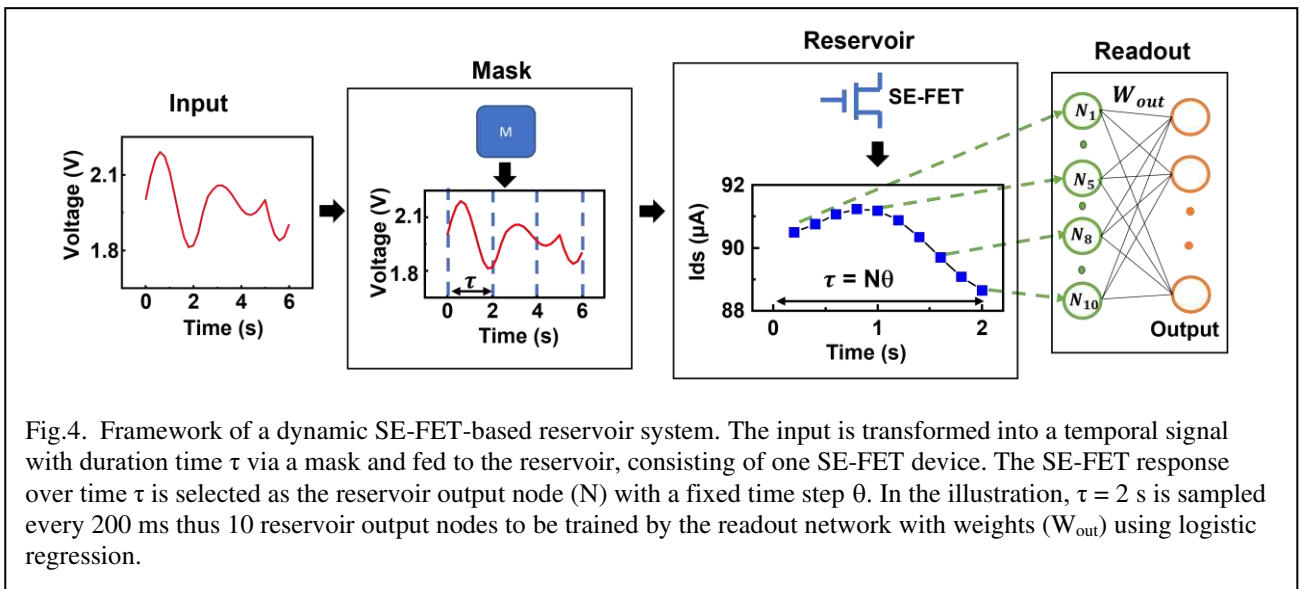 Input
Voltage (V)
2.1
1.8
0 2 4 6
Time (s)
Mask
M
Voltage (V)
2.1
1.8
τ
0 2 4 6
Time (s)
Reservoir
SE-FET
Ids (µA)
92
90
88
τ = Nθ
0 1 2
Time (s)
Readout
W_out
N₁
N₅
N₈
N₁₀
Output
Fig.4. Framework of a dynamic SE-FET-based reservoir system. The input is transformed into a temporal signal
with duration time τ via a mask and fed to the reservoir, consisting of one SE-FET device. The SE-FET response
over time τ is selected as the reservoir output node (N) with a fixed time step θ. In the illustration, τ = 2 s is sampled
every 200 ms thus 10 reservoir output nodes to be trained by the readout network with weights (W_out) using logistic
regression.